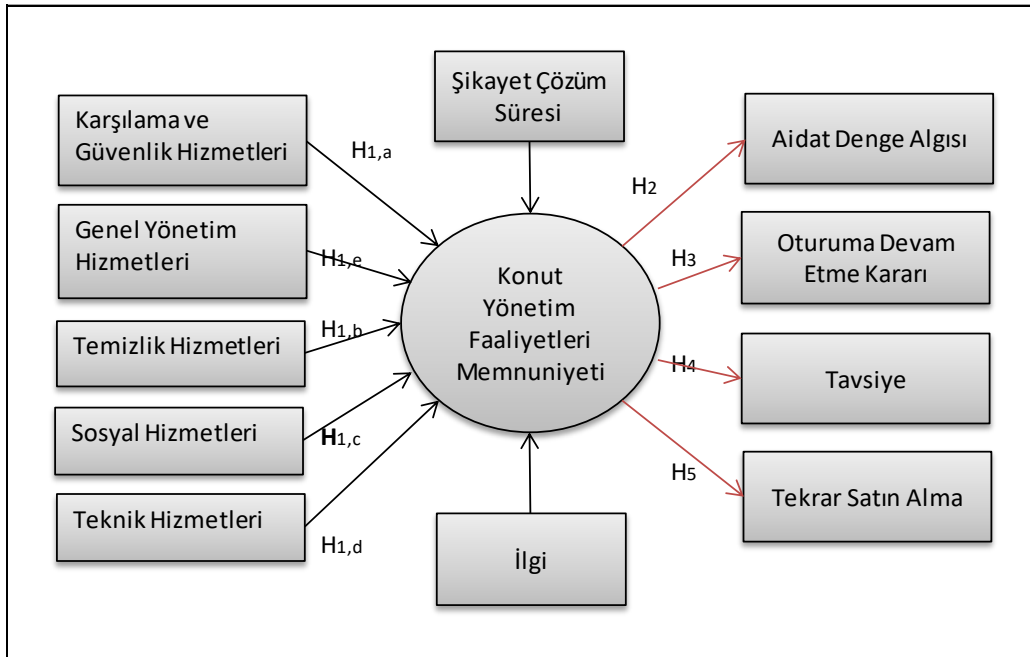 Karşılama ve
Güvenlik Hizmetleri
Genel Yönetim
Hizmetleri
Temizlik Hizmetleri
Sosyal Hizmetleri
Teknik Hizmetleri
H1,a
H1,e
H1,b
H1,c
H1,d
Şikayet Çözüm
Süresi
Konut
Yönetim
Faaliyetleri
Memnuniyeti
İlgi
H2
H3
H4
H5
Aidat Denge Algısı
Oturuma Devam
Etme Kararı
Tavsiye
Tekrar Satın Alma